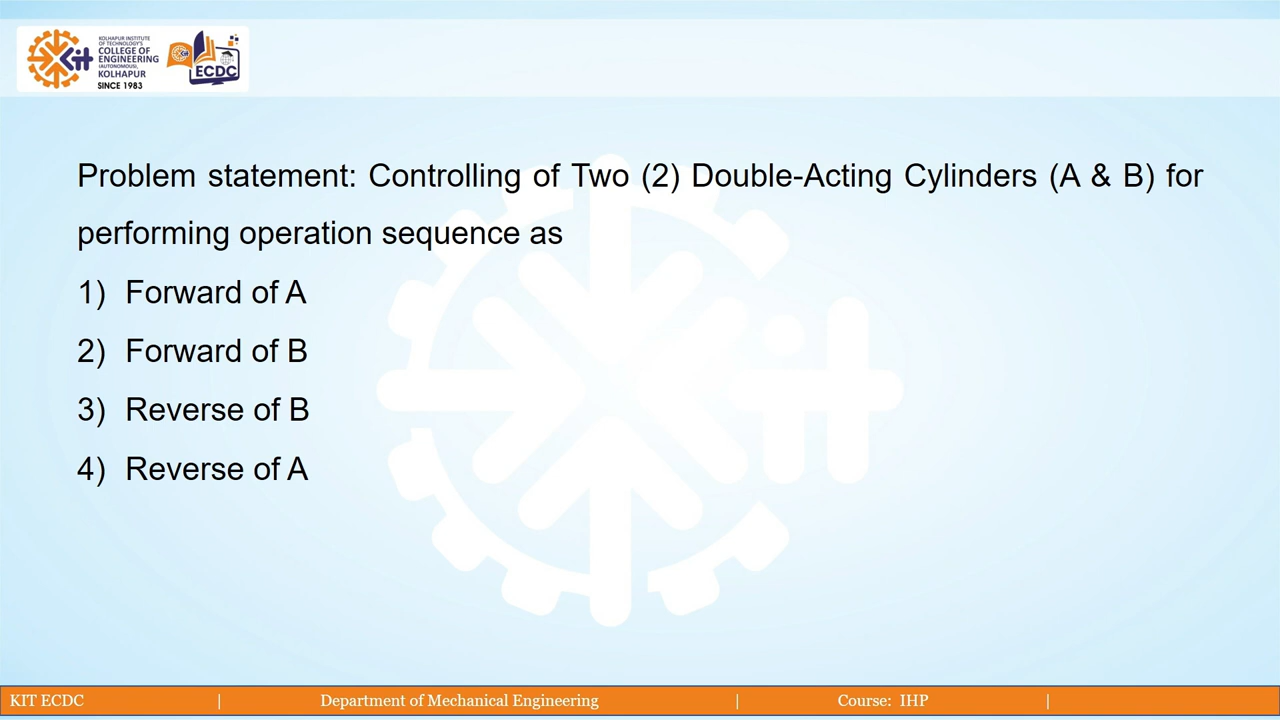 KOLHAPUR INSTITUTE
OF TECHNOLOGY'S
COLLEGE OF
ENGINEERING
(AUTONOMOUS),
KOLHAPUR
SINCE 1983
ECDC
Problem statement: Controlling of Two (2) Double-Acting Cylinders (A & B) for
performing operation sequence as
1) Forward of A
2) Forward of B
3) Reverse of B
4) Reverse of A
KIT ECDC | Department of Mechanical Engineering | Course: IHP |